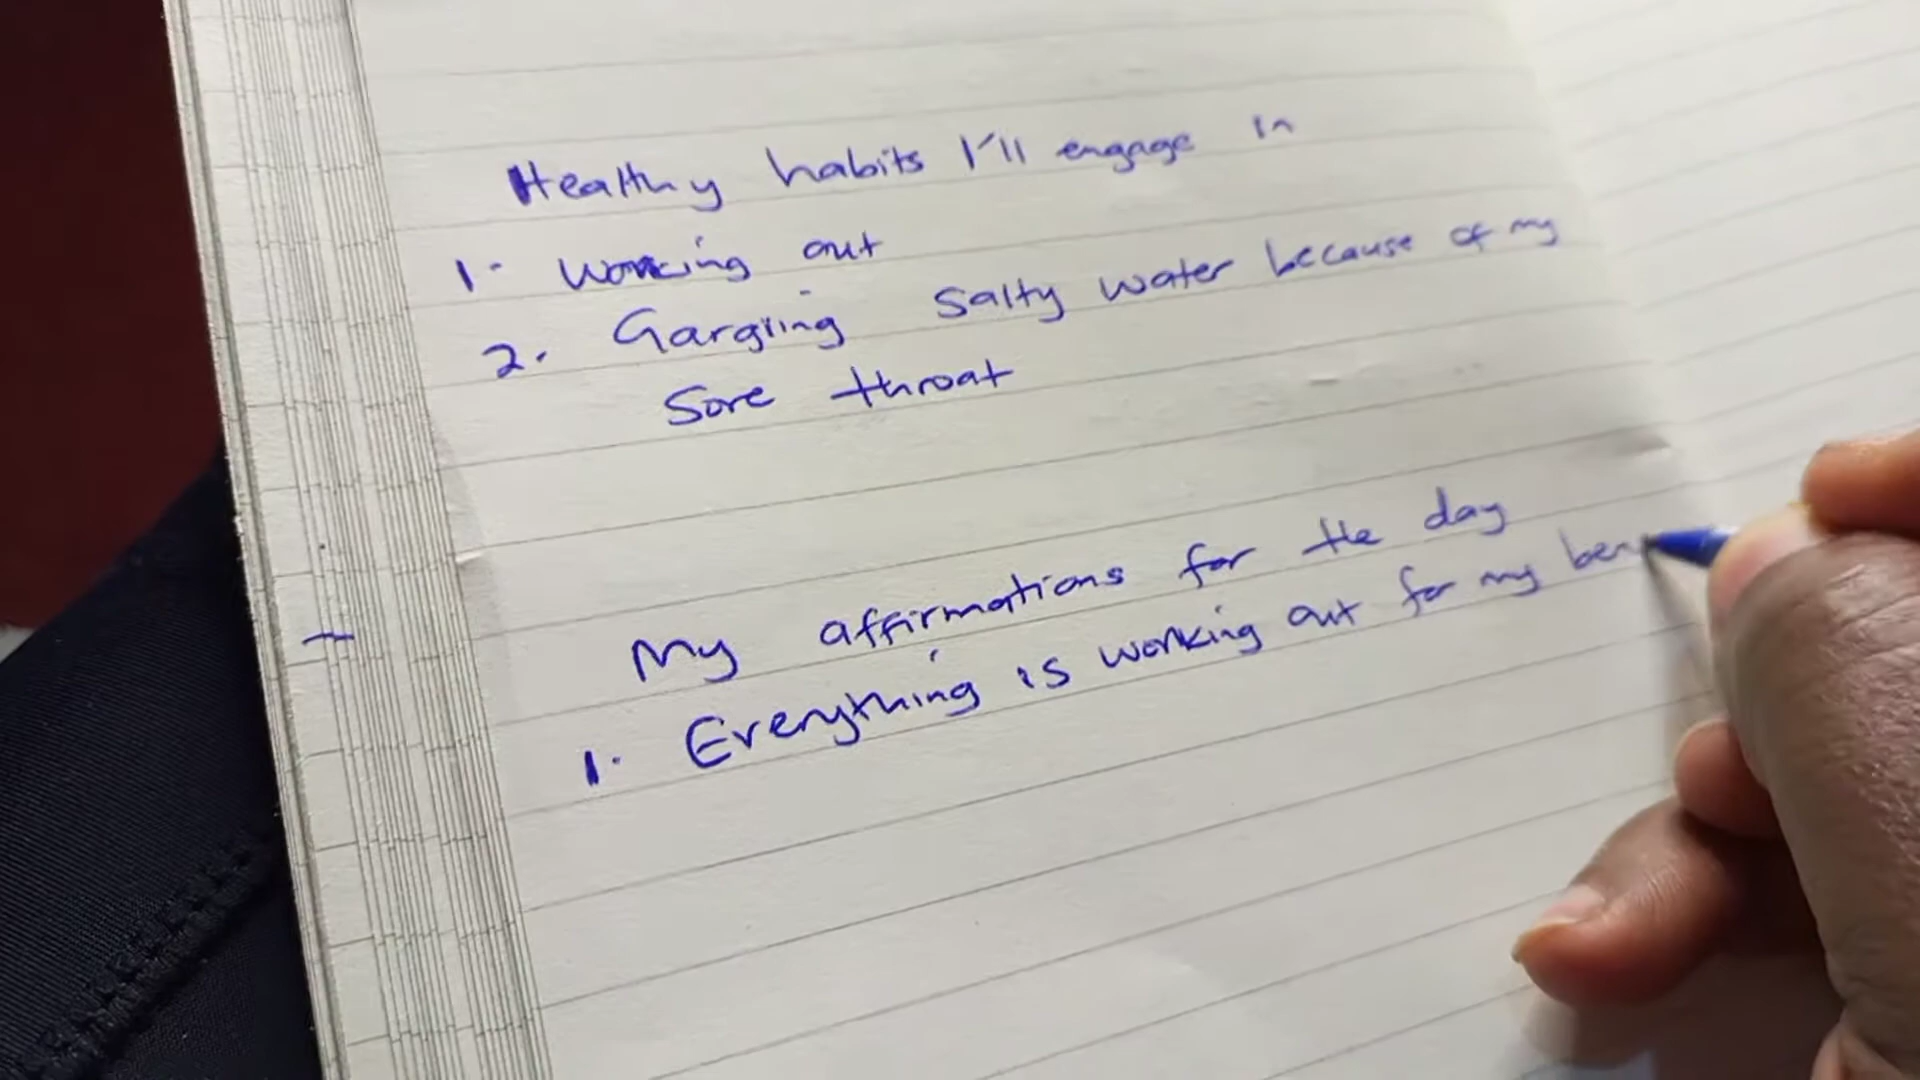 Healthy habits I'll engage in
1. Working out
2. Gargling salty water because of my
sore throat
My affirmations for the day
1. Everything is working out for my ben